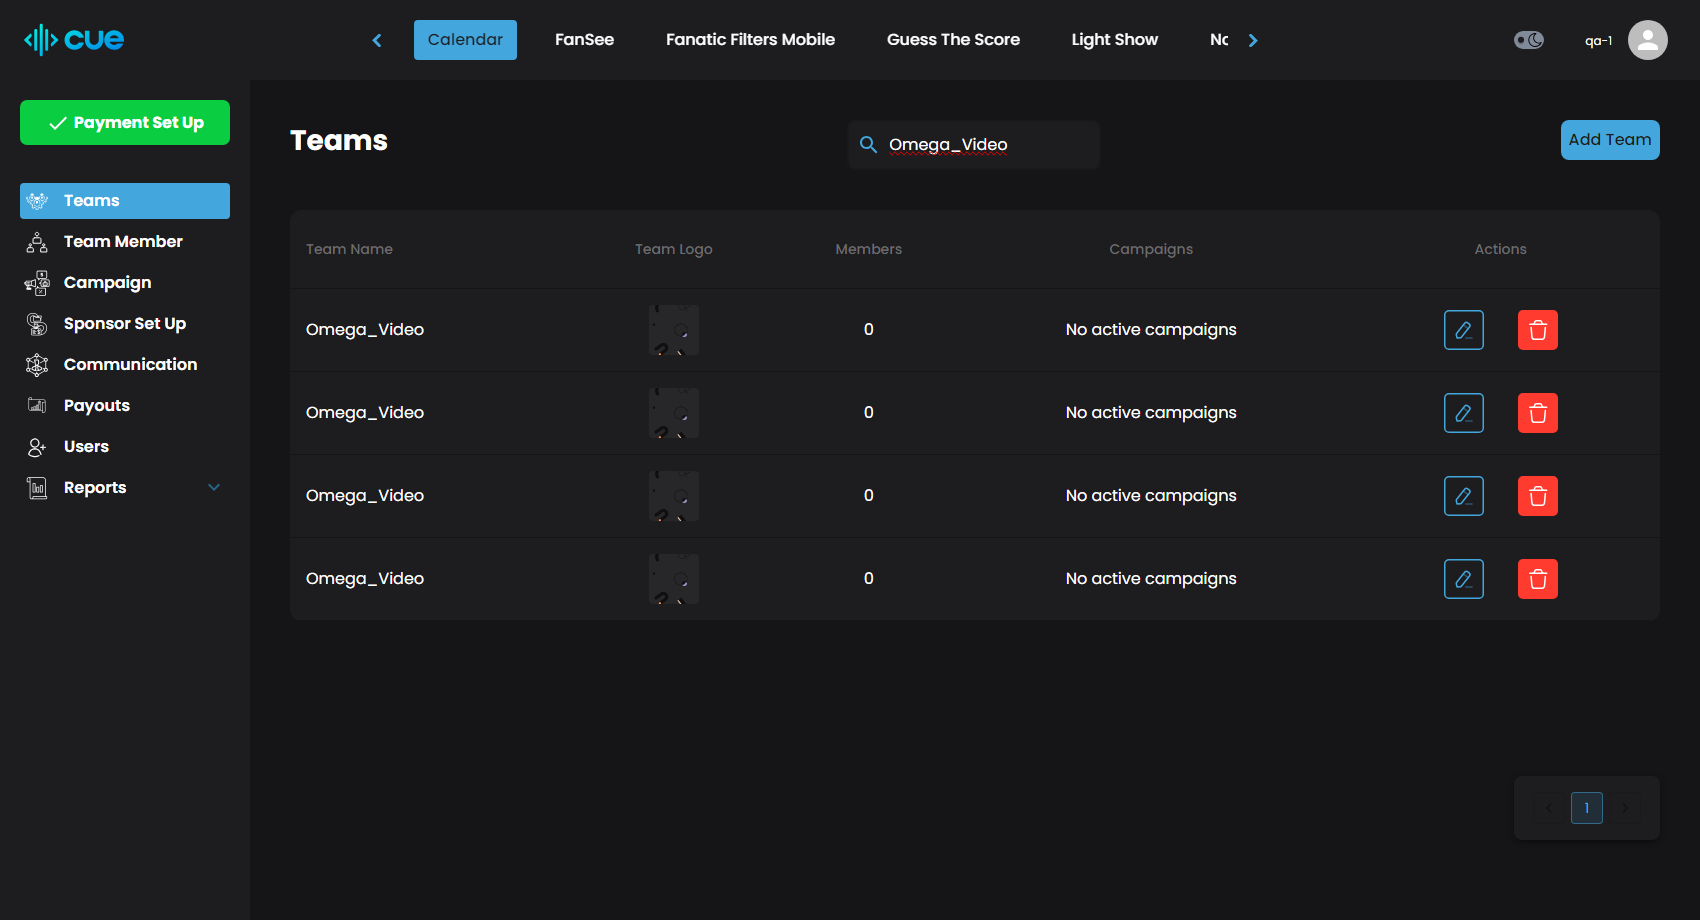 cue
Calendar
FanSee
Fanatic Filters Mobile
Guess The Score
Light Show
qa-1
Payment Set Up
Teams
Team Member
Campaign
Sponsor Set Up
Communication
Payouts
Users
Reports
Teams
Omega_Video
Add Team
Team Name Team Logo Members Campaigns Actions
Omega_Video 0 No active campaigns
Omega_Video 0 No active campaigns
Omega_Video 0 No active campaigns
Omega_Video 0 No active campaigns
1